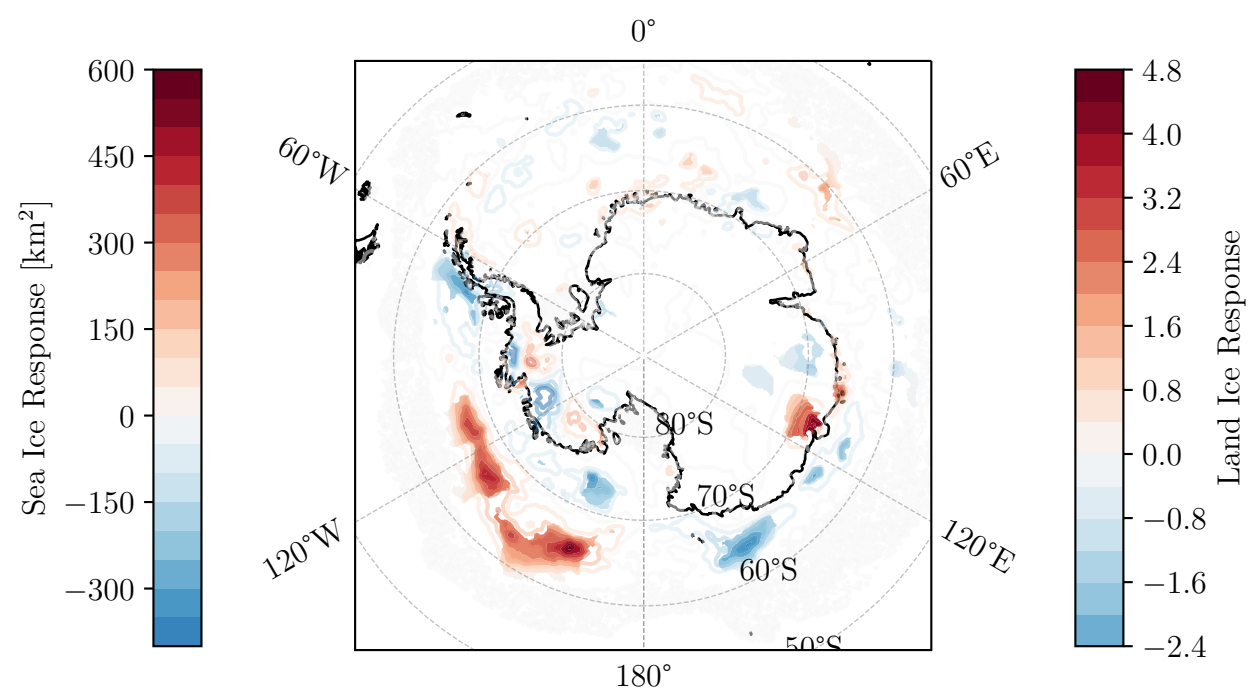 0°
60°W
60°E
120°W
120°E
180°
80°S
70°S
60°S
50°S
600
450
300
150
0
−150
−300
Sea Ice Response [km²]
4.8
4.0
3.2
2.4
1.6
0.8
0.0
−0.8
−1.6
−2.4
Land Ice Response